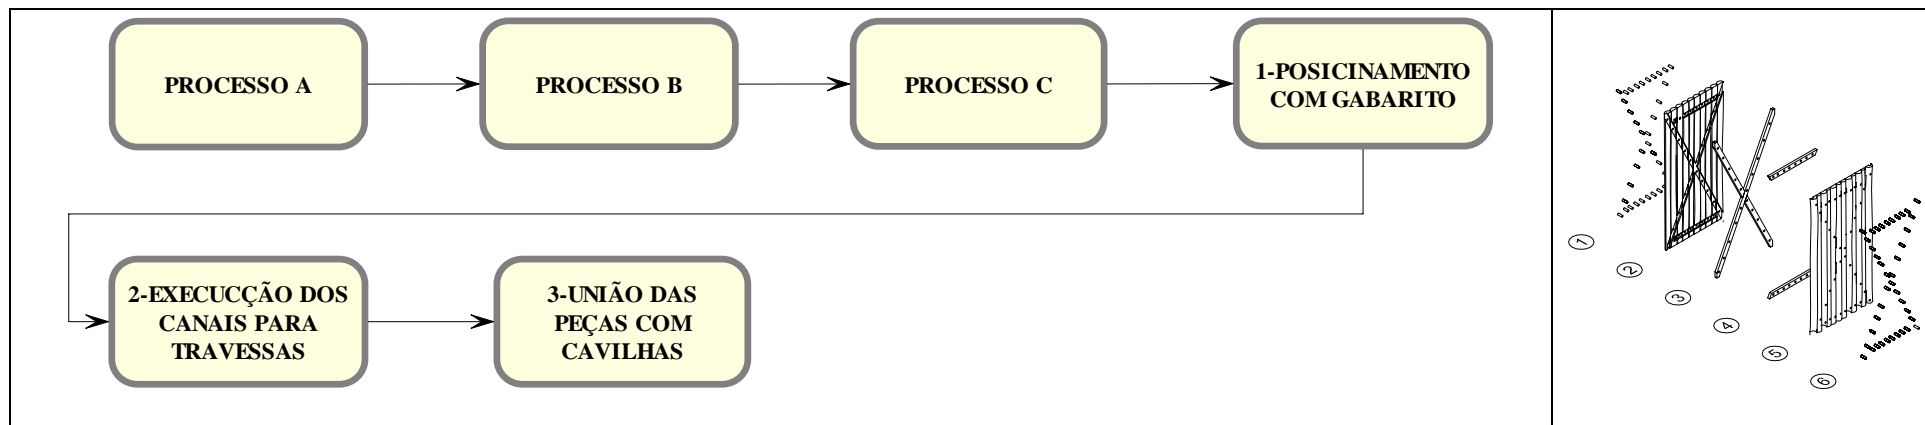 PROCESSO A
PROCESSO B
PROCESSO C
1-POSICINAMENTO
COM GABARITO
2-EXECUCÇÃO DOS
CANAIS PARA
TRAVESSAS
3-UNIÃO DAS
PEÇAS COM
CAVILHAS
1
2
3
4
5
6